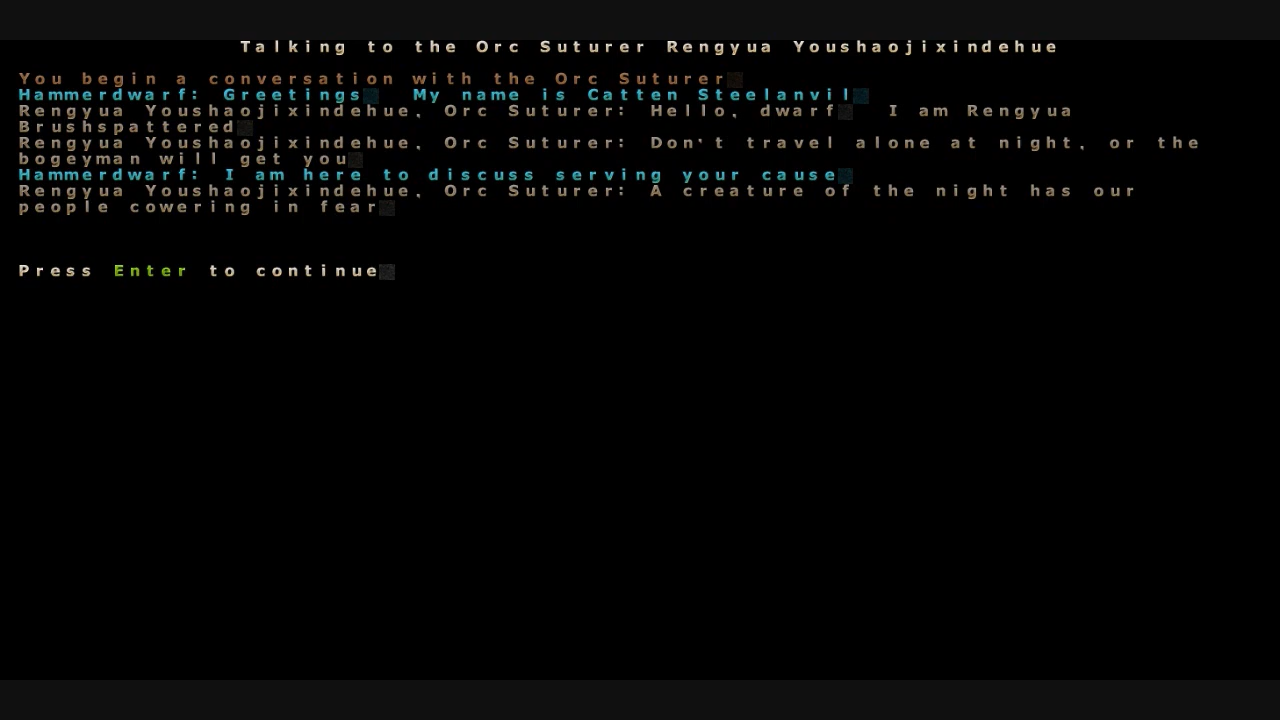 Talking to the Orc Suturer Rengyua Youshaojixindehue
You begin a conversation with the Orc Suturer
Hammerdwarf: Greetings My name is Catten Steelanvil
Rengyua Youshaojixindehue, Orc Suturer: Hello, dwarf I am Rengyua
Brushspattered
Rengyua Youshaojixindehue, Orc Suturer: Don't travel alone at night, or the
bogeyman will get you
Hammerdwarf: I am here to discuss serving your cause
Rengyua Youshaojixindehue, Orc Suturer: A creature of the night has our
people cowering in fear
Press Enter to continue